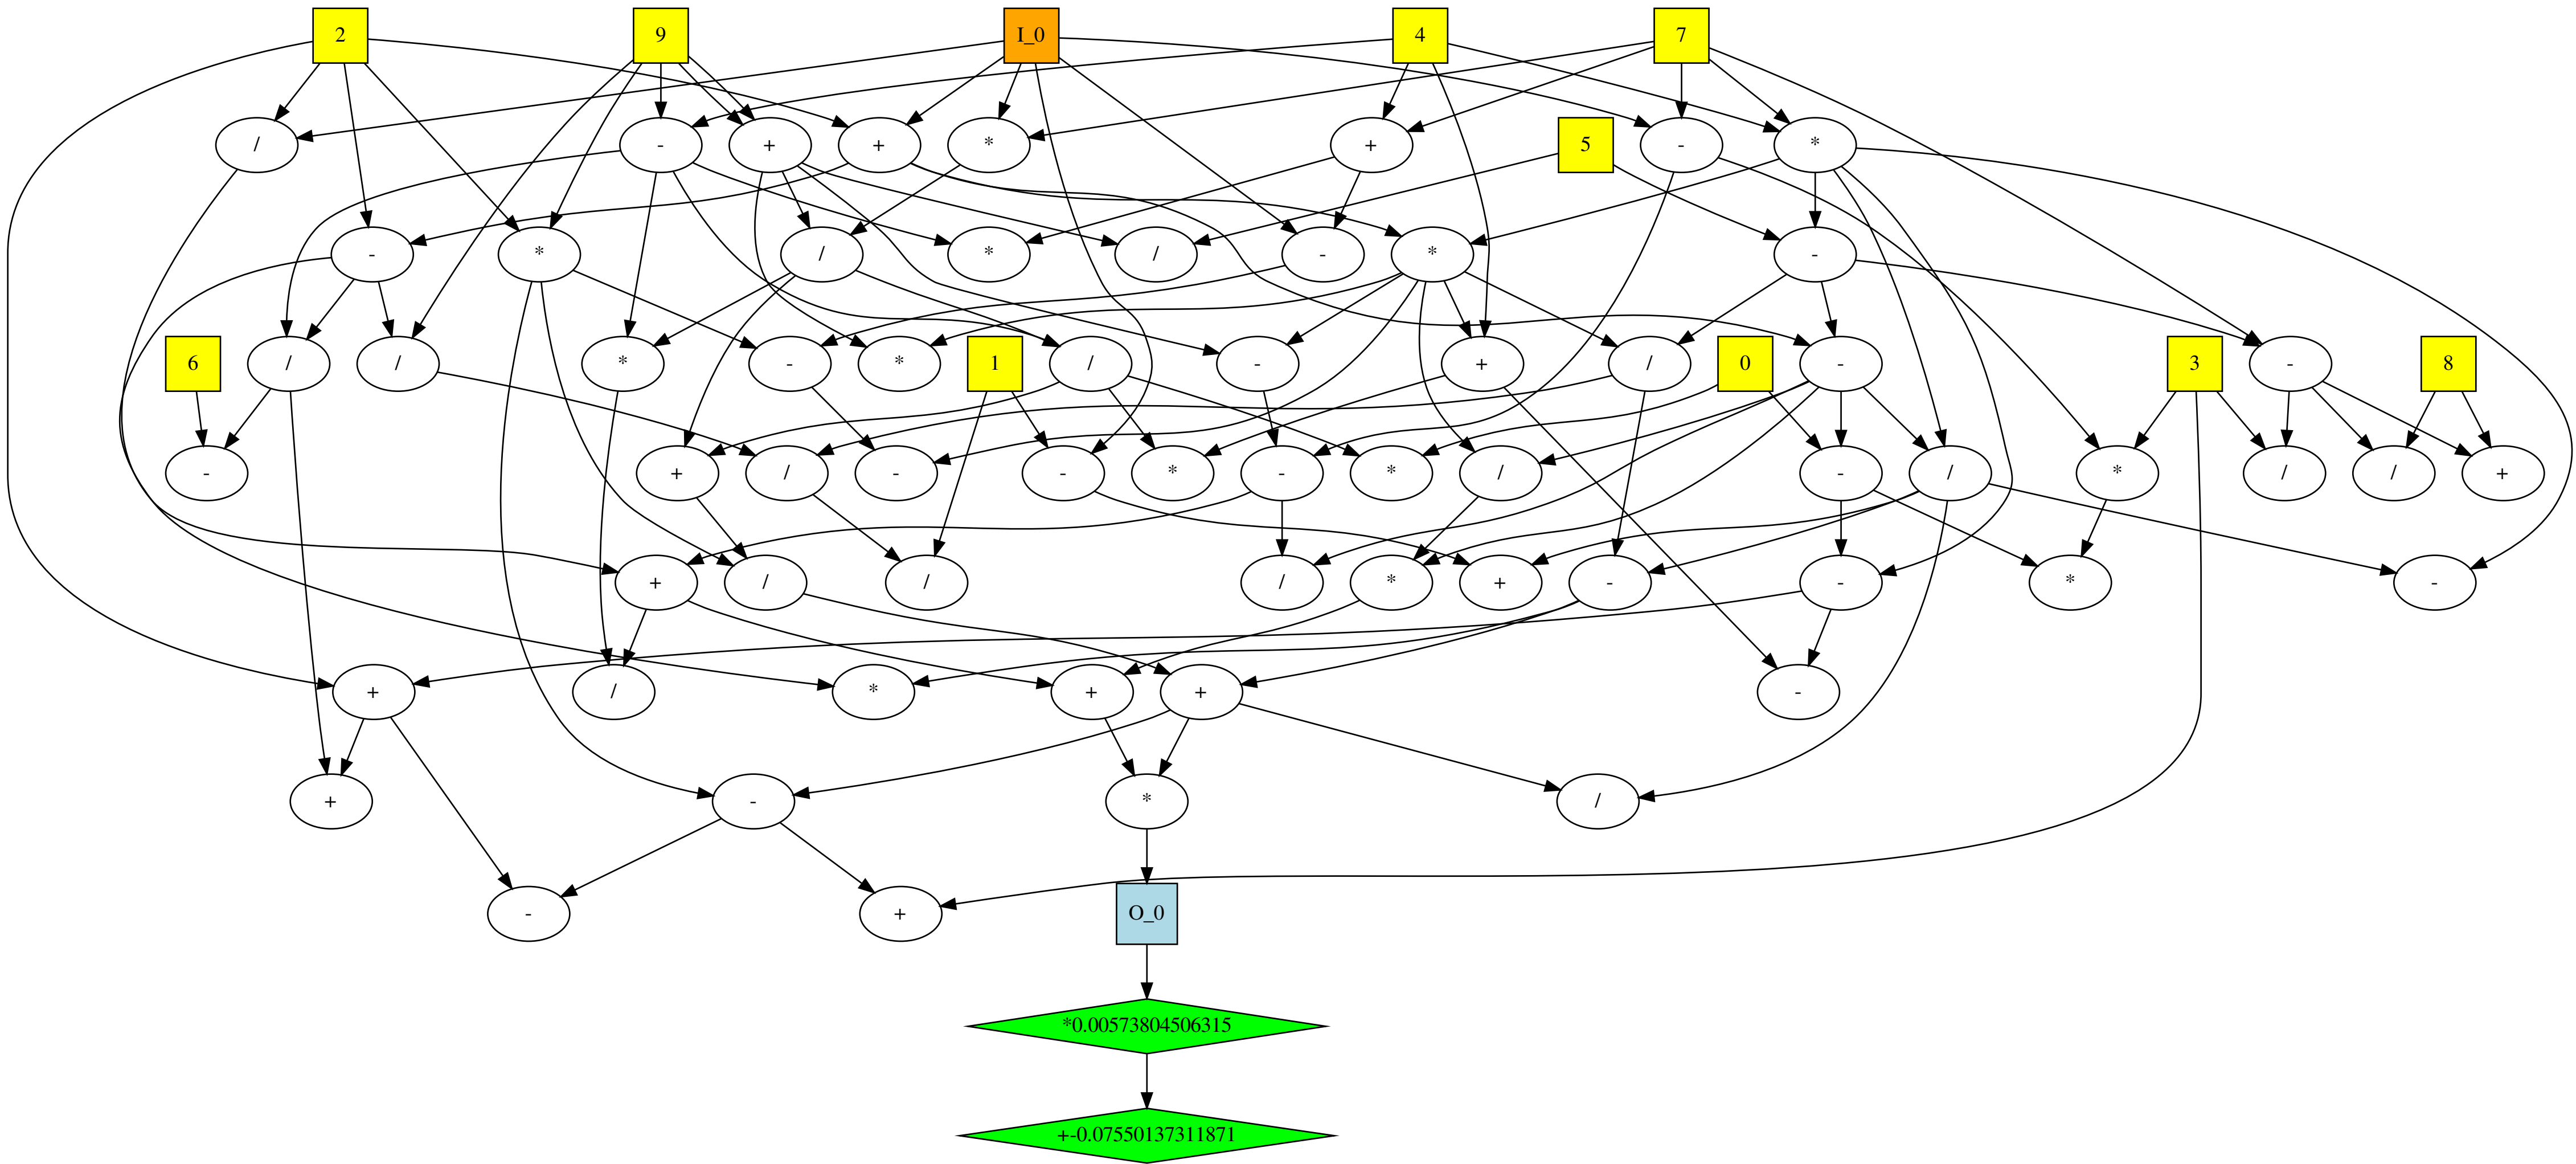 2 9 I_0 4 7
/ - + + * + 5 - *
- * / * / - * -
6 / / * - * 1 / - + / 0 - 3 - 8
- + / - - * - * / - / * / / +
+ / / / * + - - * -
+ / * + + -
+ - * /
- + O_0
*0.00573804506315
+-0.07550137311871